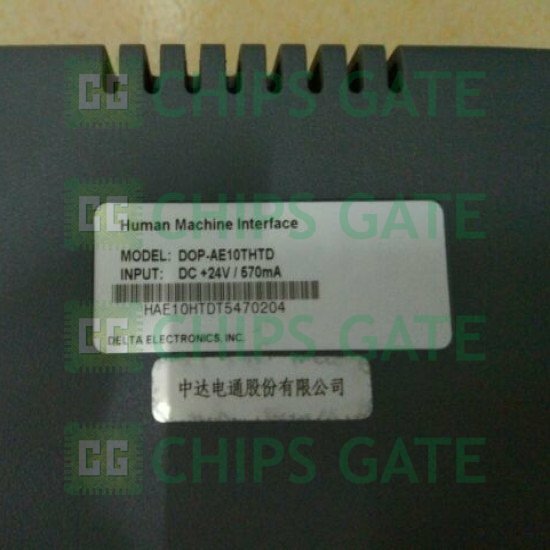 CHIPS GATE
CHIPS GATE
Human Machine Interface
MODEL: DOP-AE10THTD
INPUT: DC +24V / 570mA
HAE10HTDT5470204
DELTA ELECTRONICS, INC.
CHIPS GATE
中达电通股份有限公司
CHIPS GATE